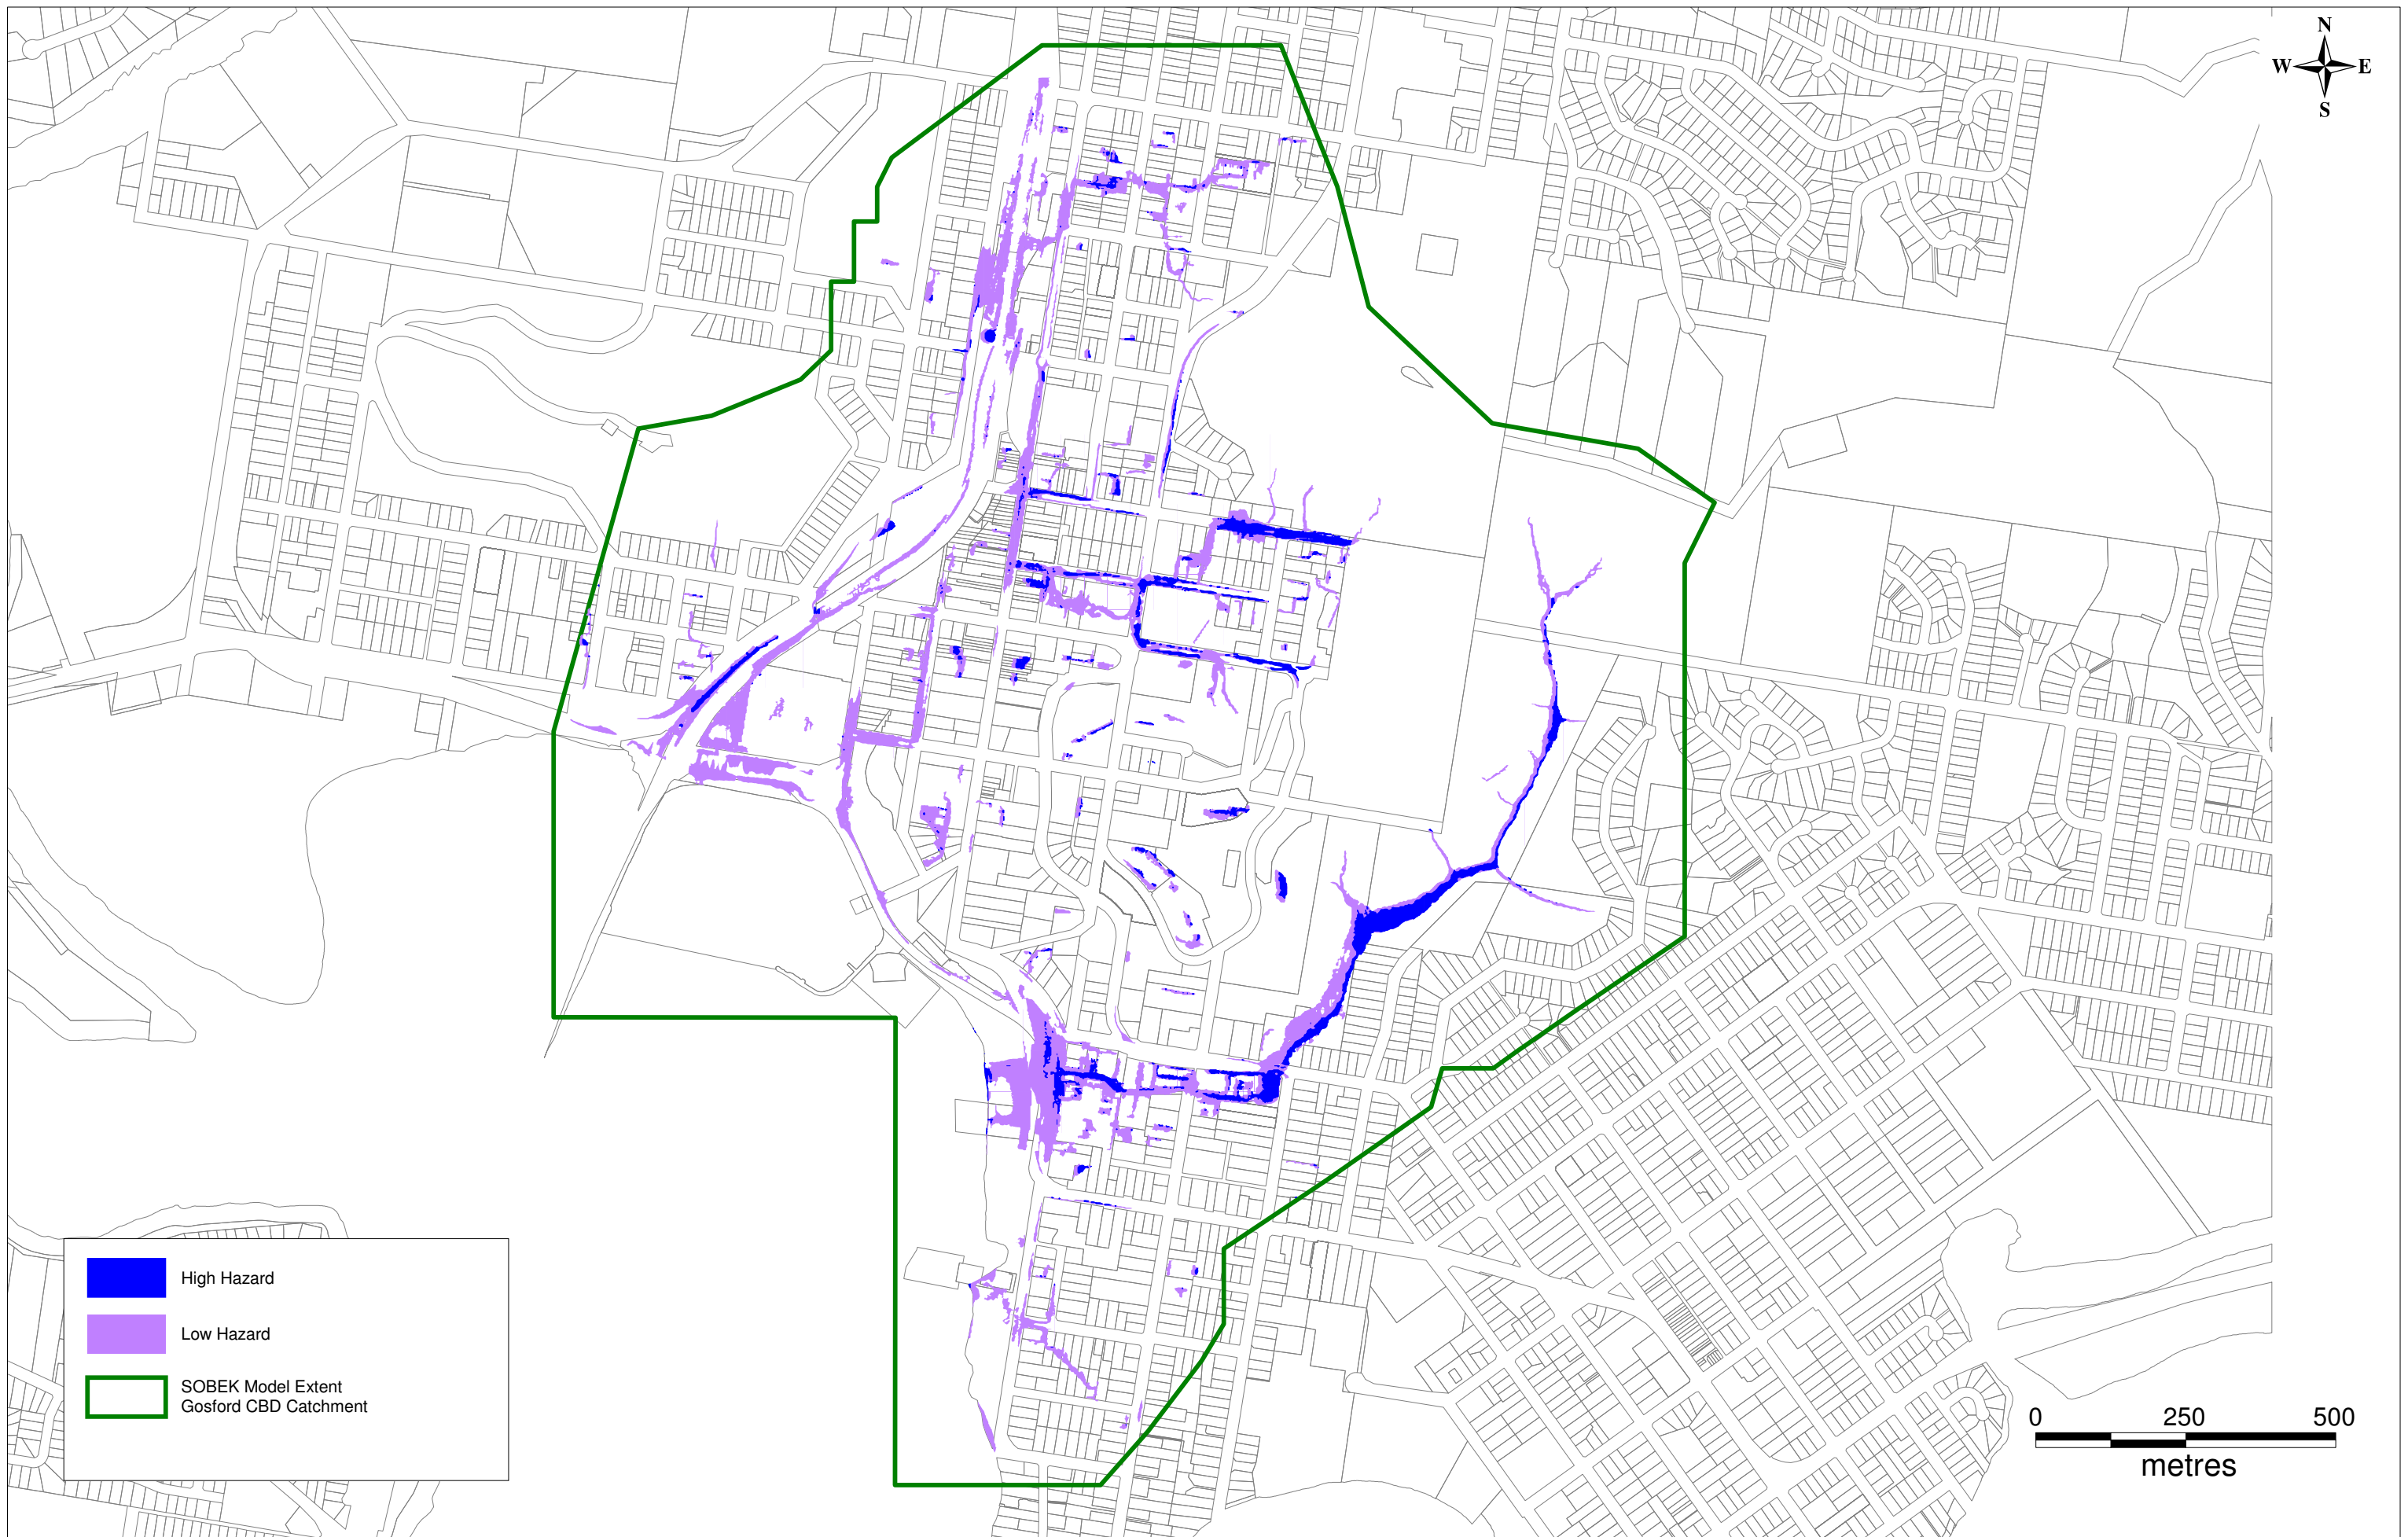 N
W E
S
High Hazard
Low Hazard
SOBEK Model Extent
Gosford CBD Catchment
0 250 500
metres